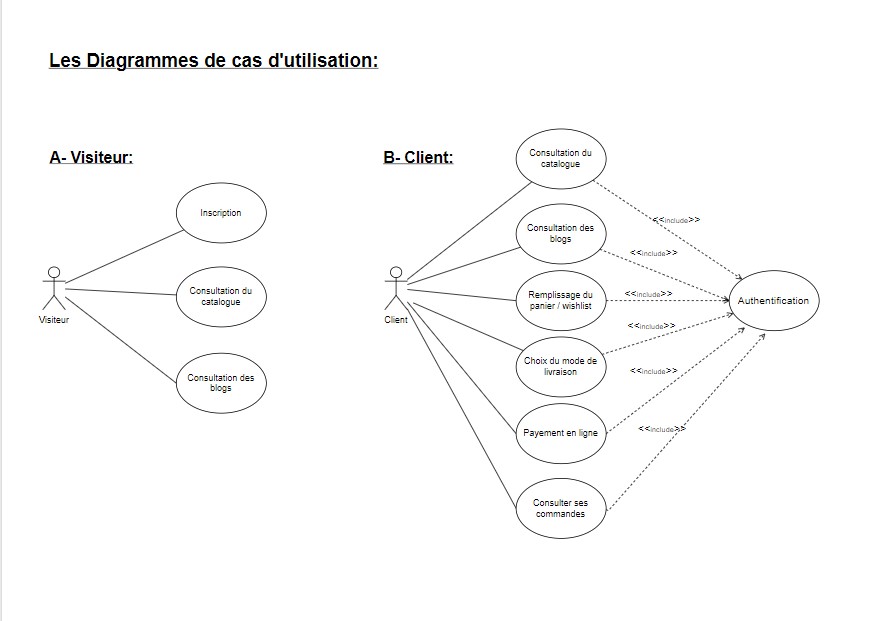 Les Diagrammes de cas d'utilisation:
A- Visiteur:
Inscription
Consultation du
catalogue
Consultation des
blogs
Visiteur
B- Client:
Consultation du
catalogue
Consultation des
blogs
Remplissage du
panier / wishlist
Choix du mode de
livraison
Payement en ligne
Consulter ses
commandes
Client
<<include>>
<<include>>
<<include>>
<<include>>
<<include>>
<<include>>
Authentification